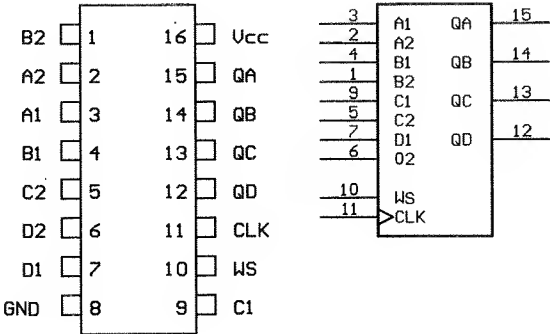 B2 1 16 Vcc
A2 2 15 QA
A1 3 14 QB
B1 4 13 QC
C2 5 12 QD
D2 6 11 CLK
D1 7 10 WS
GND 8 9 C1
3 A1 QA 15
2 A2
4 B1 QB 14
1 B2
9 C1 QC 13
5 C2
7 D1 QD 12
6 02
10 WS
11 CLK